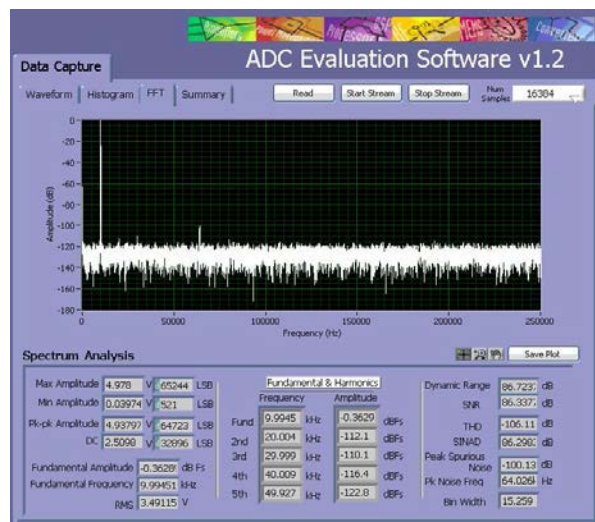 ADC Evaluation Software v1.2
Data Capture
Waveform Histogram FFT Summary Read Start Stream Stop Stream Num Samples 16384
Amplitude (dB)
0
-20
-40
-60
-80
-100
-120
-140
-160
-180
0 50000 100000 150000 200000 250000
Frequency (Hz)
Spectrum Analysis Save Plot
Max Amplitude 4.978 V 65244 LSB
Min Amplitude 0.03974 V 521 LSB
Pk-pk Amplitude 4.93797 V 64723 LSB
DC 2.5098 V 32896 LSB
Fundamental Amplitude -0.3628 dB Fs
Fundamental Frequency 9.99451 kHz
RMS 3.49115 V
Fundamental & Harmonics
Frequency Amplitude
Fund 9.9945 kHz -0.3629 dBFs
2nd 20.004 kHz -112.1 dBFs
3rd 29.999 kHz -110.1 dBFs
4th 40.009 kHz -116.4 dBFs
5th 49.927 kHz -122.8 dBFs
Dynamic Range 86.723 dB
SNR 86.337 dB
THD -106.11 dB
SINAD 86.290 dB
Peak Spurious Noise -100.13 dB
Pk Noise Freq 64.026 Hz
Bin Width 15.259